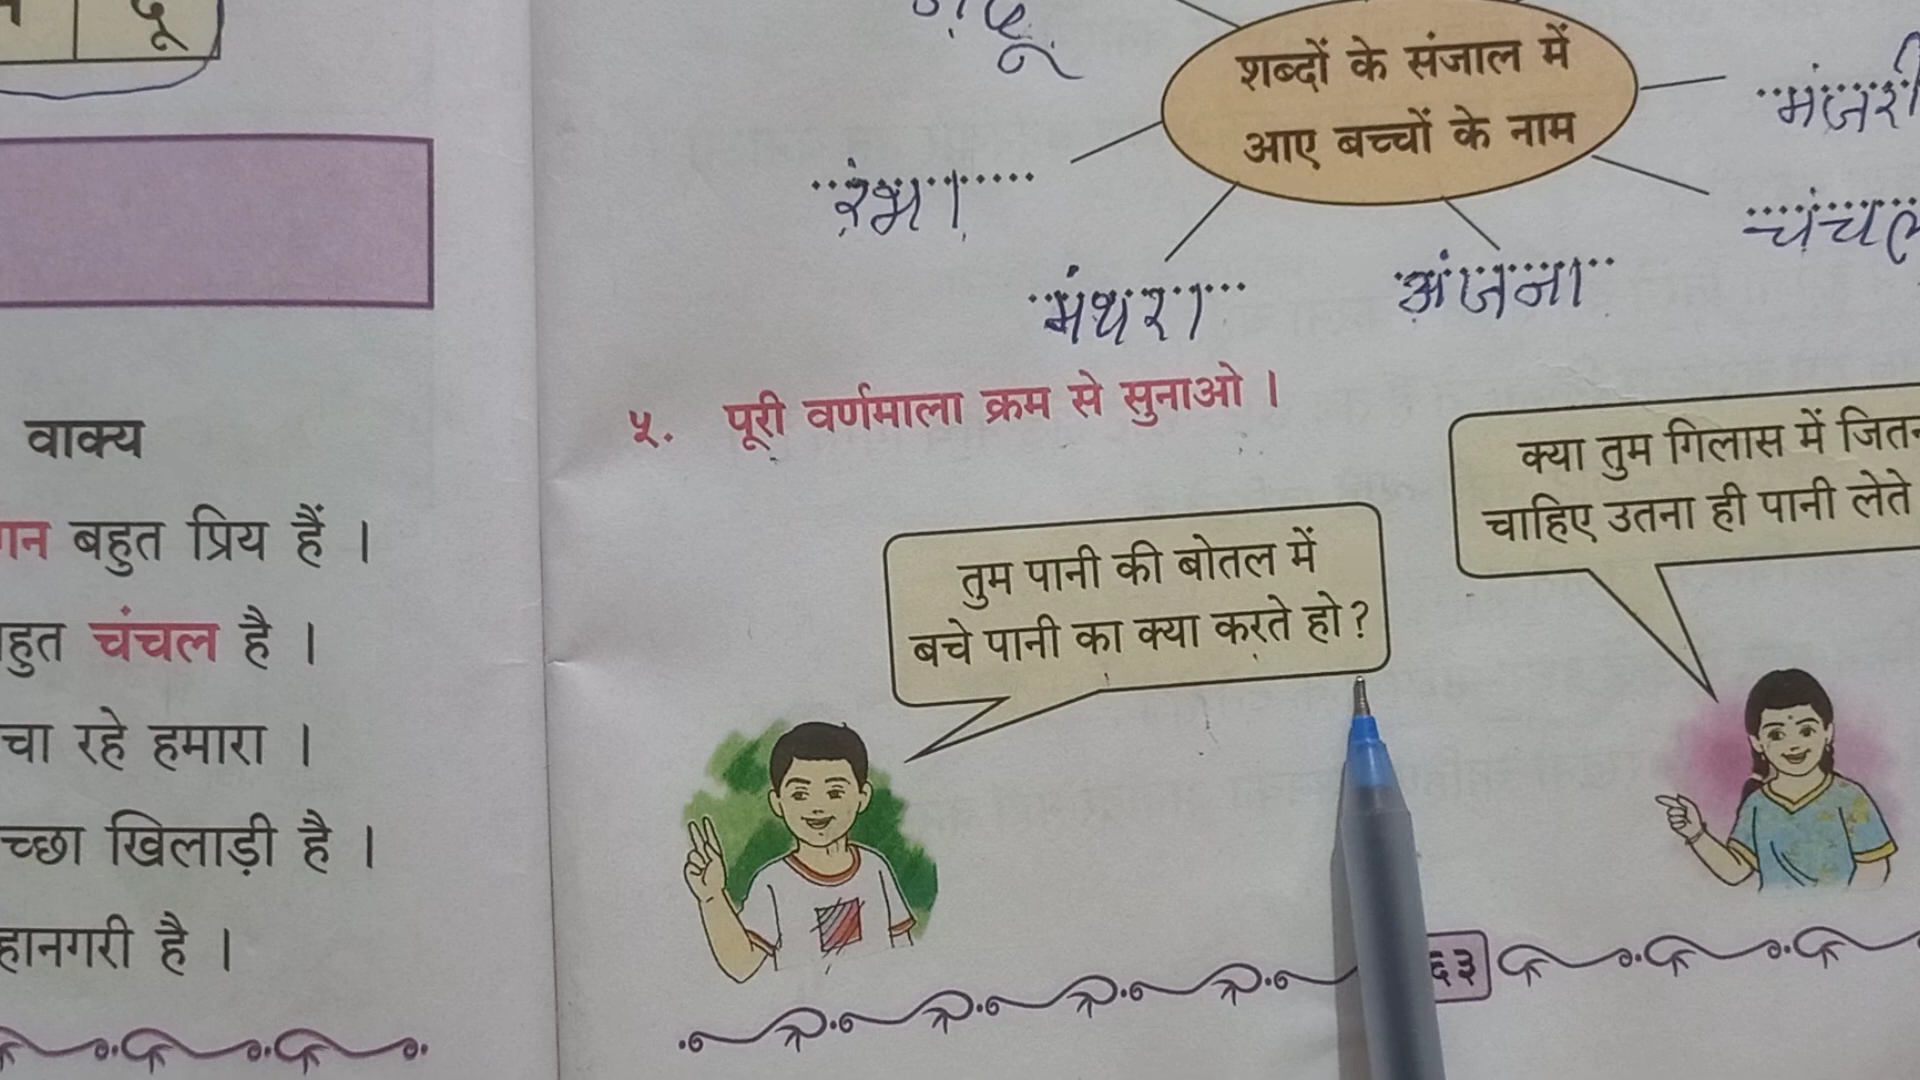 दू
वाक्य
बहुत प्रिय हैं ।
चंचल है ।
रहे हमारा ।
खिलाड़ी है ।
है ।
शब्दों के संजाल में
आए बच्चों के नाम
रंभा
मंथरा
अंजना
चंचल
मंजरी
५. पूरी वर्णमाला क्रम से सुनाओ ।
तुम पानी की बोतल में
बचे पानी का क्या करते हो ?
क्या तुम गिलास में
चाहिए उतना ही पानी लेते
६३